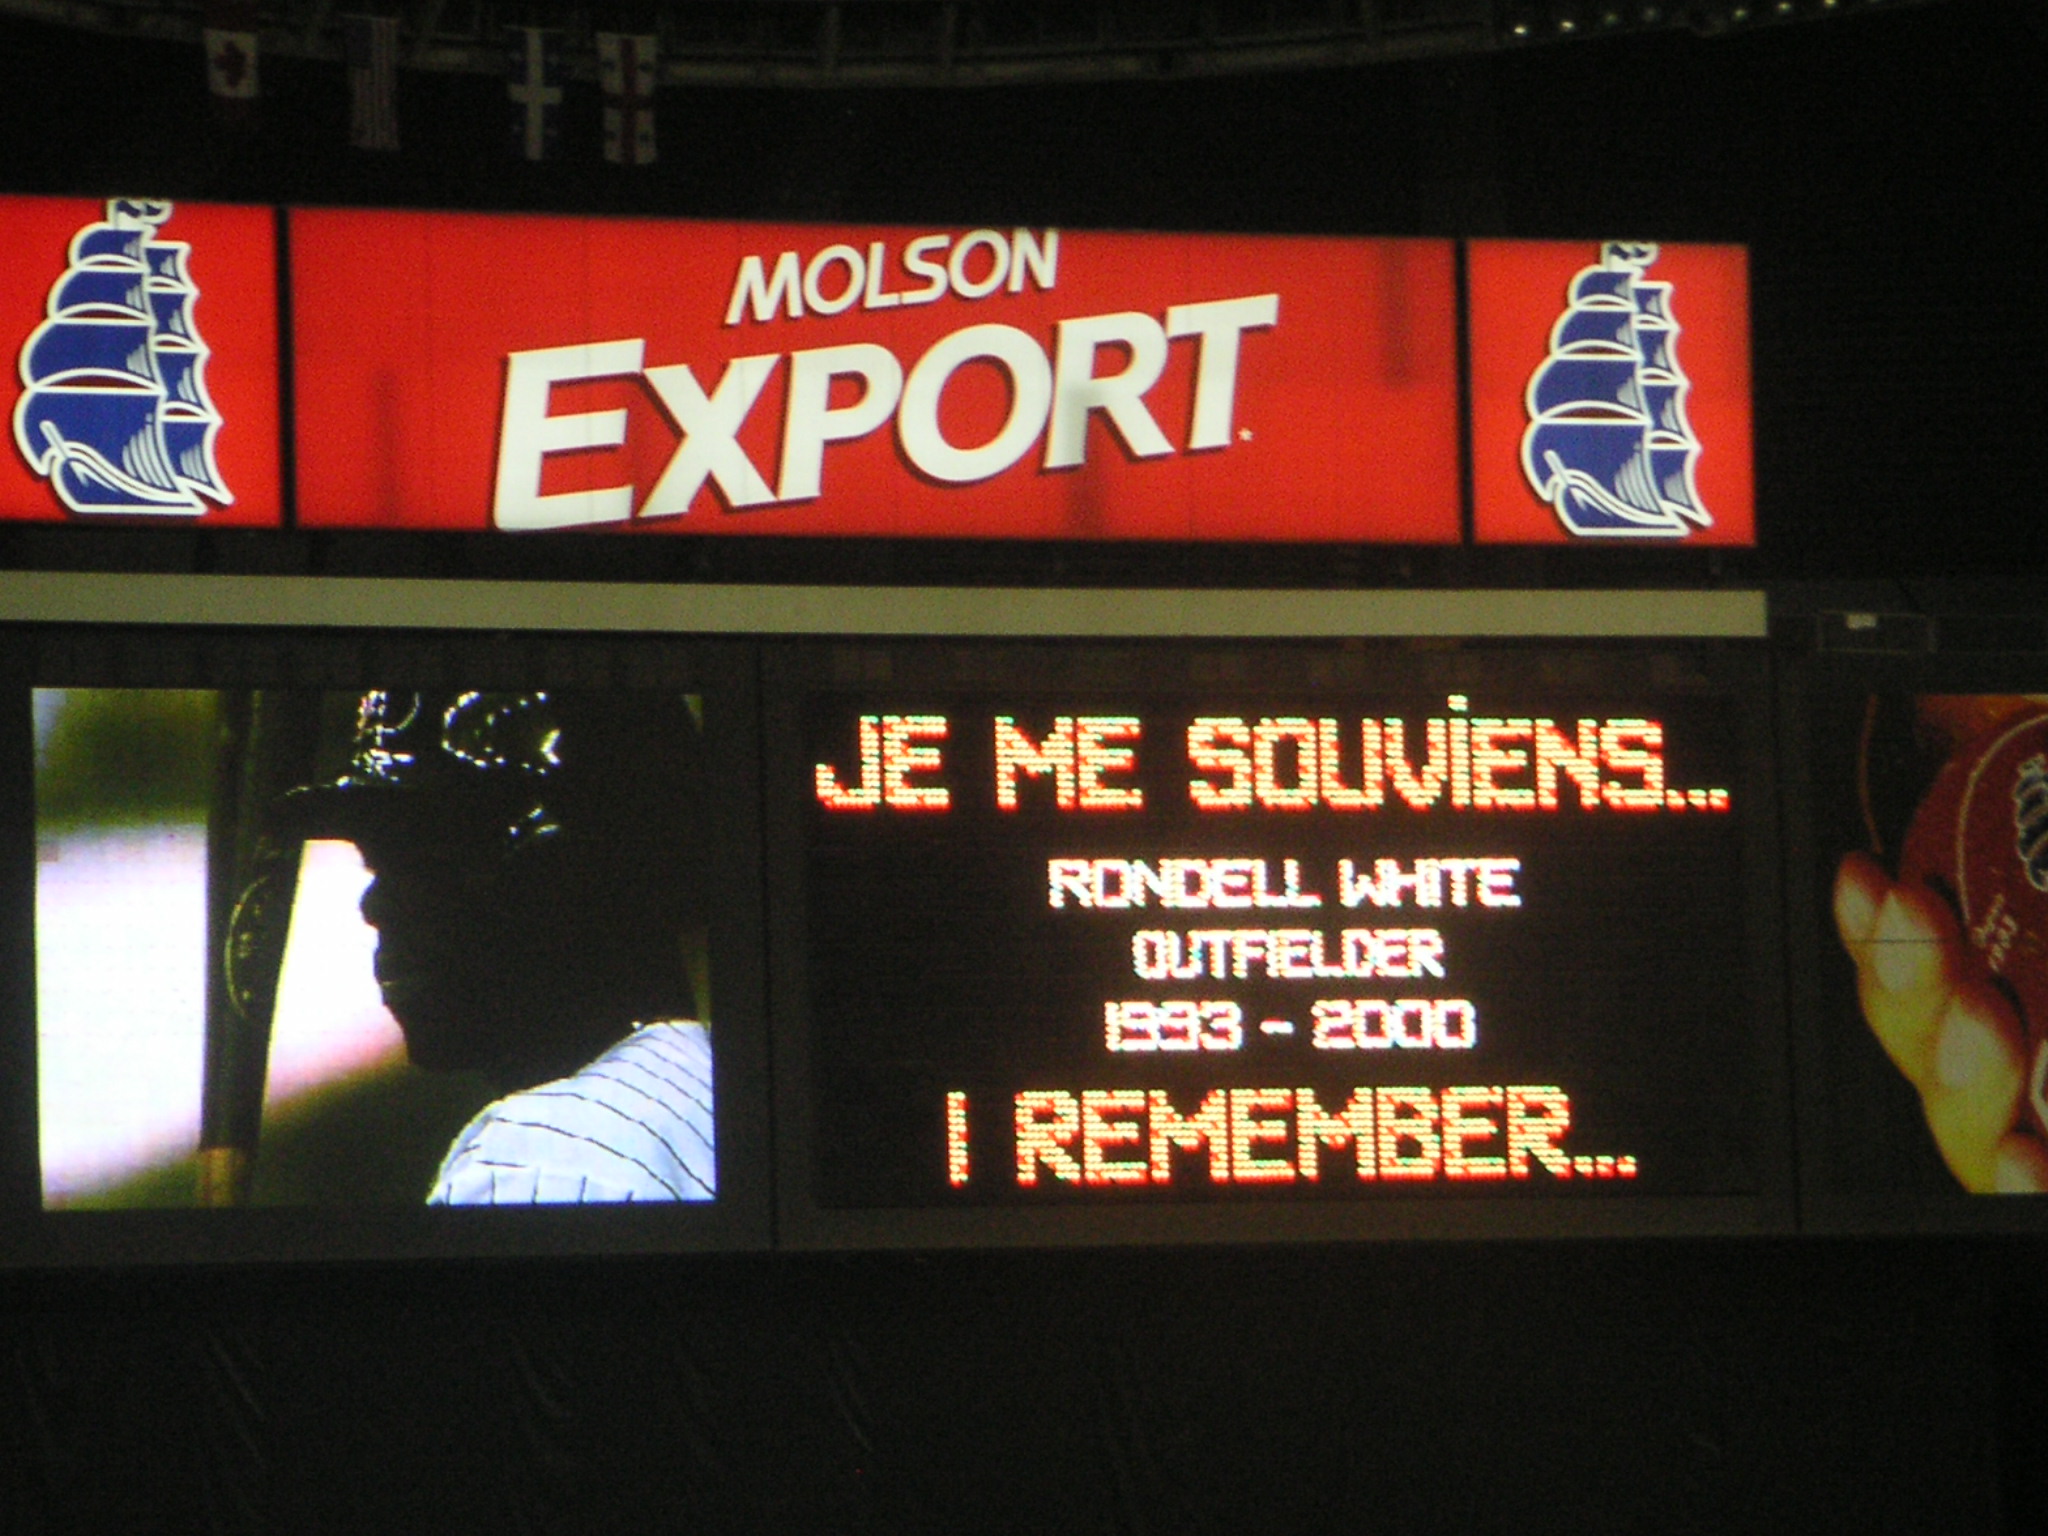 MOLSON
EXPORT
JE ME SOUVIENS...
RONDELL WHITE
OUTFIELDER
1993 - 2000
I REMEMBER...